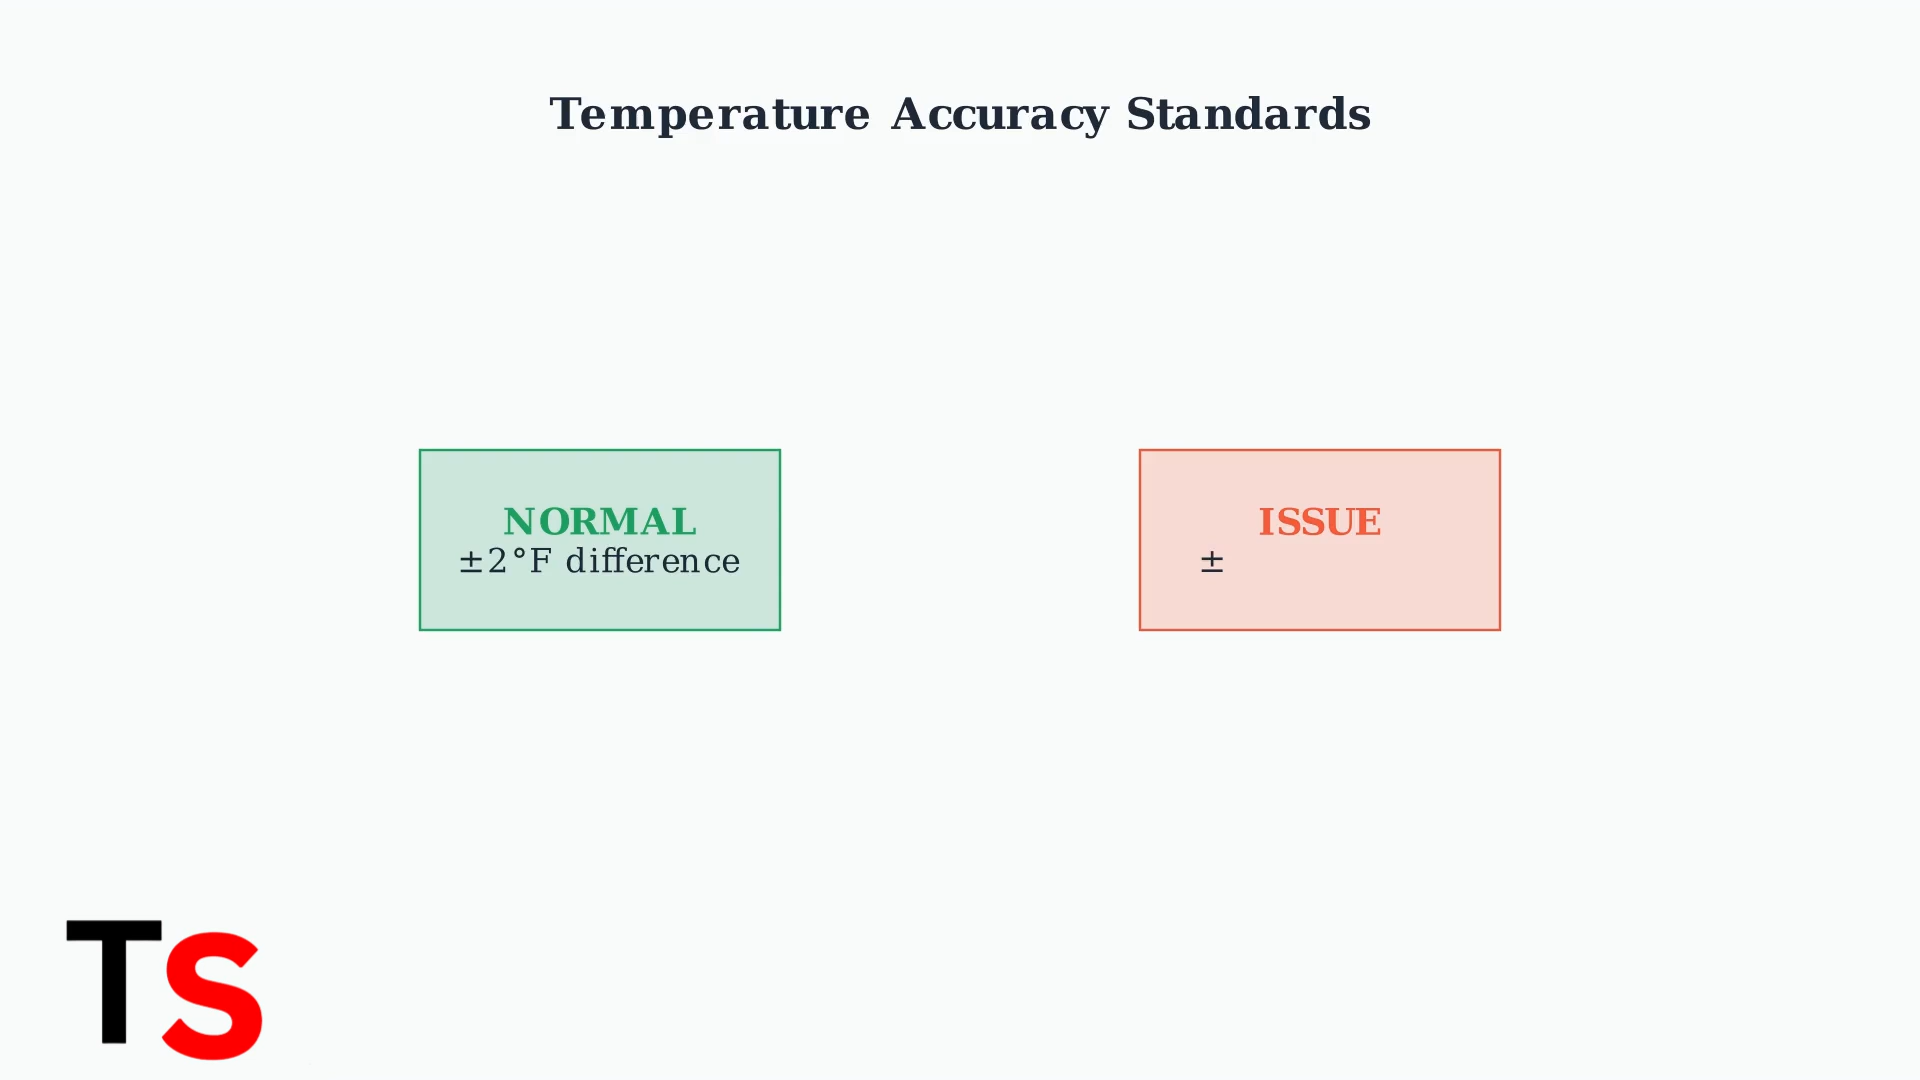 Temperature Accuracy Standards
NORMAL
±2°F difference
ISSUE
±
TS